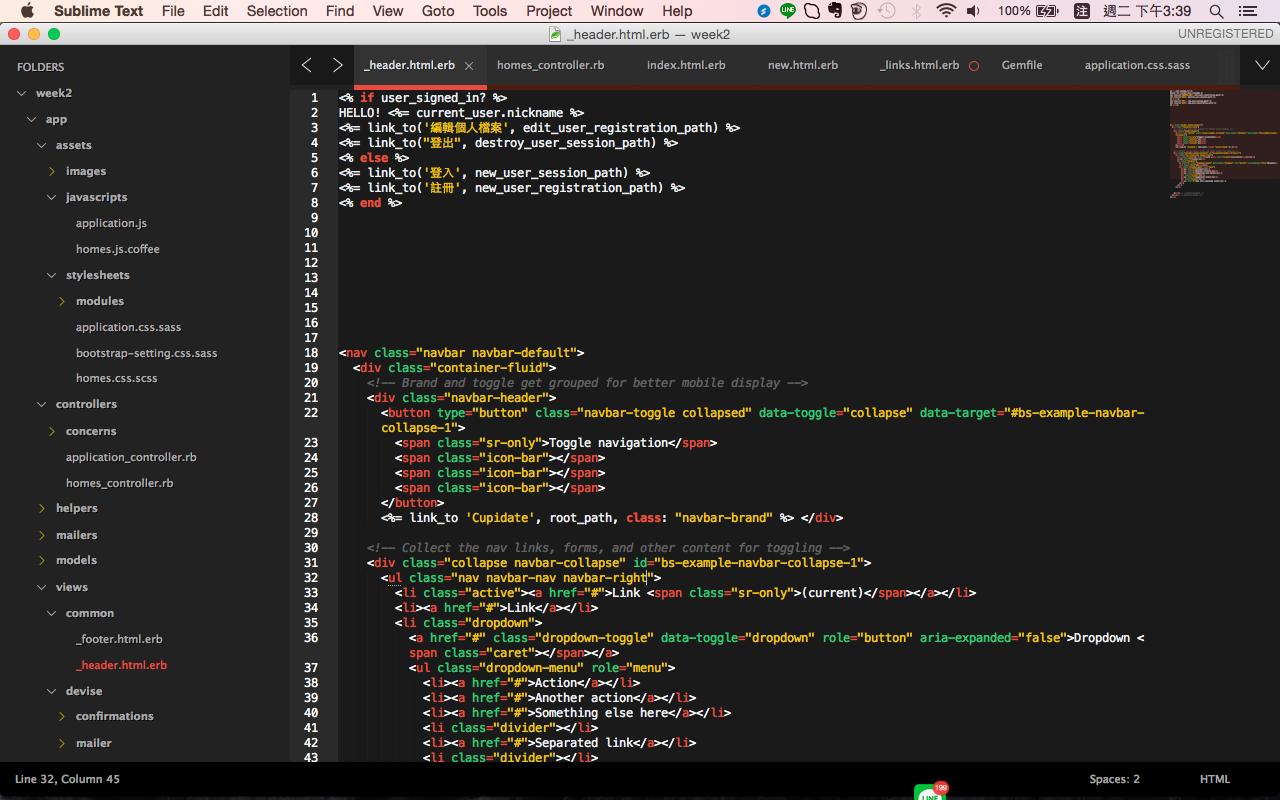 Sublime Text File Edit Selection Find View Goto Tools Project Window Help LINE 100% 注 週二 下午3:39
_header.html.erb — week2 UNREGISTERED
FOLDERS
week2
app
assets
images
javascripts
application.js
homes.js.coffee
stylesheets
modules
application.css.sass
bootstrap-setting.css.sass
homes.css.scss
controllers
concerns
application_controller.rb
homes_controller.rb
helpers
mailers
models
views
common
_footer.html.erb
_header.html.erb
devise
confirmations
mailer
_header.html.erb × homes_controller.rb index.html.erb new.html.erb _links.html.erb Gemfile application.css.sass
1 <% if user_signed_in? %>
2 HELLO! <%= current_user.nickname %>
3 <%= link_to('編輯個人檔案', edit_user_registration_path) %>
4 <%= link_to("登出", destroy_user_session_path) %>
5 <% else %>
6 <%= link_to('登入', new_user_session_path) %>
7 <%= link_to('註冊', new_user_registration_path) %>
8 <% end %>
9
10
11
12
13
14
15
16
17
18 <nav class="navbar navbar-default">
19 <div class="container-fluid">
20 <!-- Brand and toggle get grouped for better mobile display -->
21 <div class="navbar-header">
22 <button type="button" class="navbar-toggle collapsed" data-toggle="collapse" data-target="#bs-example-navbar-
collapse-1">
23 <span class="sr-only">Toggle navigation</span>
24 <span class="icon-bar"></span>
25 <span class="icon-bar"></span>
26 <span class="icon-bar"></span>
27 </button>
28 <%= link_to 'Cupidate', root_path, class: "navbar-brand" %> </div>
29
30 <!-- Collect the nav links, forms, and other content for toggling -->
31 <div class="collapse navbar-collapse" id="bs-example-navbar-collapse-1">
32 <ul class="nav navbar-nav navbar-right">
33 <li class="active"><a href="#">Link <span class="sr-only">(current)</span></a></li>
34 <li><a href="#">Link</a></li>
35 <li class="dropdown">
36 <a href="#" class="dropdown-toggle" data-toggle="dropdown" role="button" aria-expanded="false">Dropdown <
span class="caret"></span></a>
37 <ul class="dropdown-menu" role="menu">
38 <li><a href="#">Action</a></li>
39 <li><a href="#">Another action</a></li>
40 <li><a href="#">Something else here</a></li>
41 <li class="divider"></li>
42 <li><a href="#">Separated link</a></li>
43 <li class="divider"></li>
Line 32, Column 45 Spaces: 2 HTML
LINE 199